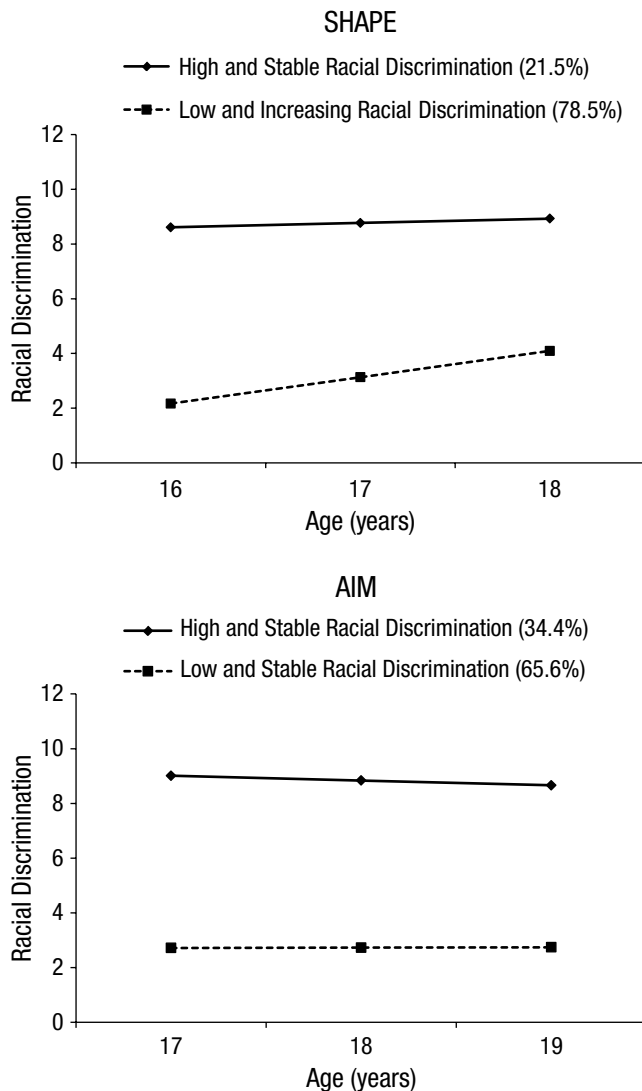 SHAPE
High and Stable Racial Discrimination (21.5%)
Low and Increasing Racial Discrimination (78.5%)
12
10
8
6
4
2
0
Racial Discrimination
16 17 18
Age (years)
AIM
High and Stable Racial Discrimination (34.4%)
Low and Stable Racial Discrimination (65.6%)
12
10
8
6
4
2
0
Racial Discrimination
17 18 19
Age (years)